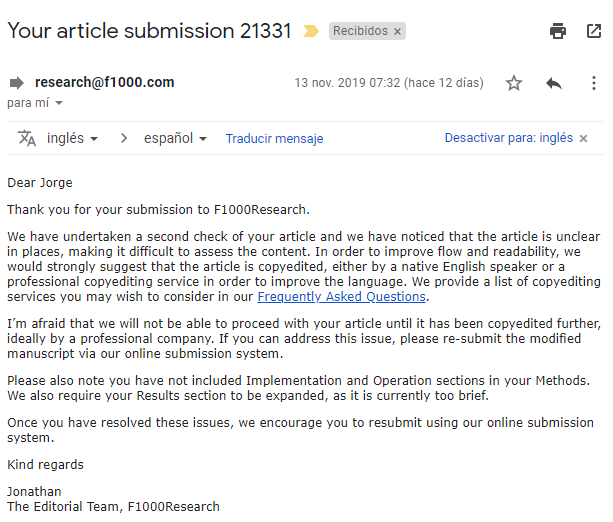 Your article submission 21331
Recibidos ×
research@f1000.com
13 nov. 2019 07:32 (hace 12 días)
para mí
inglés
español
Traducir mensaje
Desactivar para: inglés ×
Dear Jorge
Thank you for your submission to F1000Research.
We have undertaken a second check of your article and we have noticed that the article is unclear
in places, making it difficult to assess the content. In order to improve flow and readability, we
would strongly suggest that the article is copyedited, either by a native English speaker or a
professional copyediting service in order to improve the language. We provide a list of copyediting
services you may wish to consider in our Frequently Asked Questions.
I'm afraid that we will not be able to proceed with your article until it has been copyedited further,
ideally by a professional company. If you can address this issue, please re-submit the modified
manuscript via our online submission system.
Please also note you have not included Implementation and Operation sections in your Methods.
We also require your Results section to be expanded, as it is currently too brief.
Once you have resolved these issues, we encourage you to resubmit using our online submission
system.
Kind regards
Jonathan
The Editorial Team, F1000Research